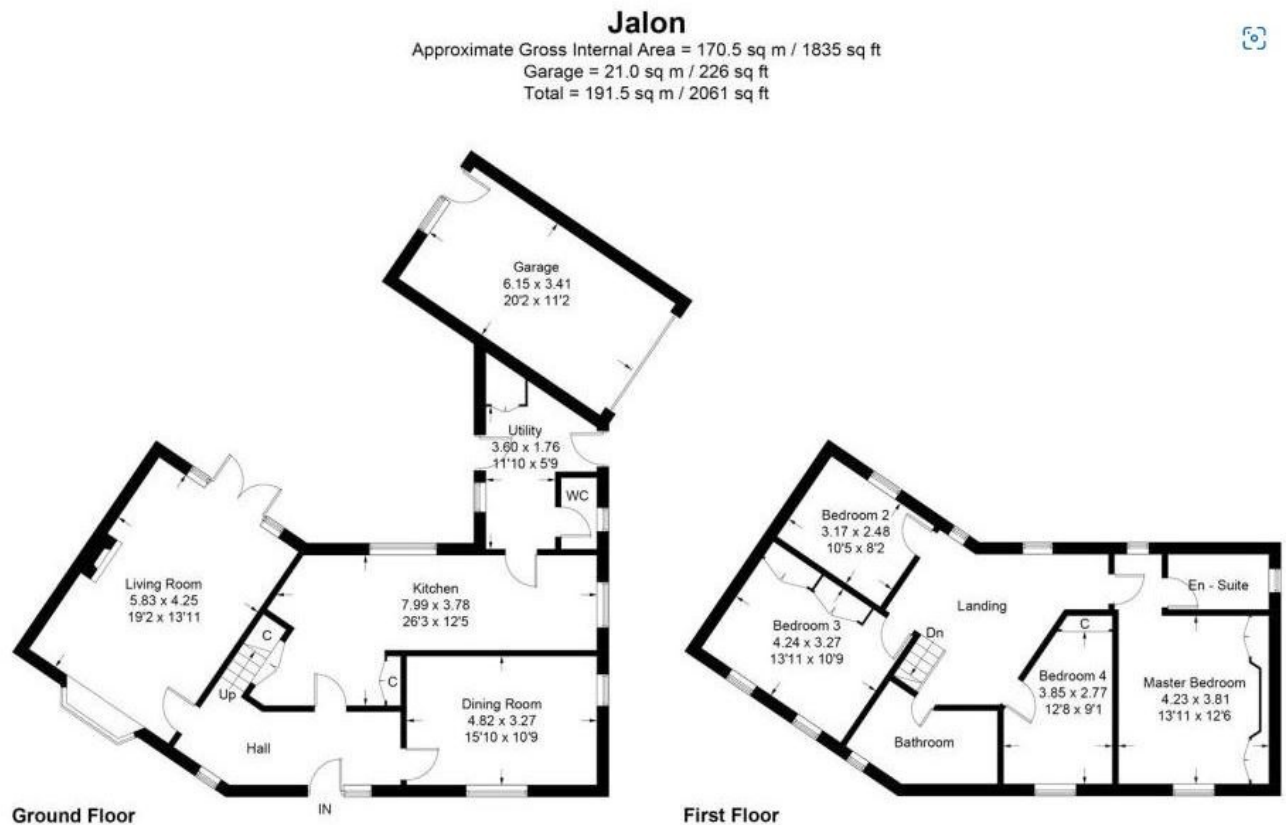 Jalon
Approximate Gross Internal Area = 170.5 sq m / 1835 sq ft
Garage = 21.0 sq m / 226 sq ft
Total = 191.5 sq m / 2061 sq ft
Garage
6.15 x 3.41
20'2 x 11'2
Utility
3.60 x 1.76
11'10 x 5'9
WC
Living Room
5.83 x 4.25
19'2 x 13'11
Kitchen
7.99 x 3.78
26'3 x 12'5
C
Up
C
Dining Room
4.82 x 3.27
15'10 x 10'9
Hall
IN
Ground Floor
Bedroom 2
3.17 x 2.48
10'5 x 8'2
En - Suite
Landing
Bedroom 3
4.24 x 3.27
13'11 x 10'9
Dn
C
Bedroom 4
3.85 x 2.77
12'8 x 9'1
Master Bedroom
4.23 x 3.81
13'11 x 12'6
Bathroom
First Floor